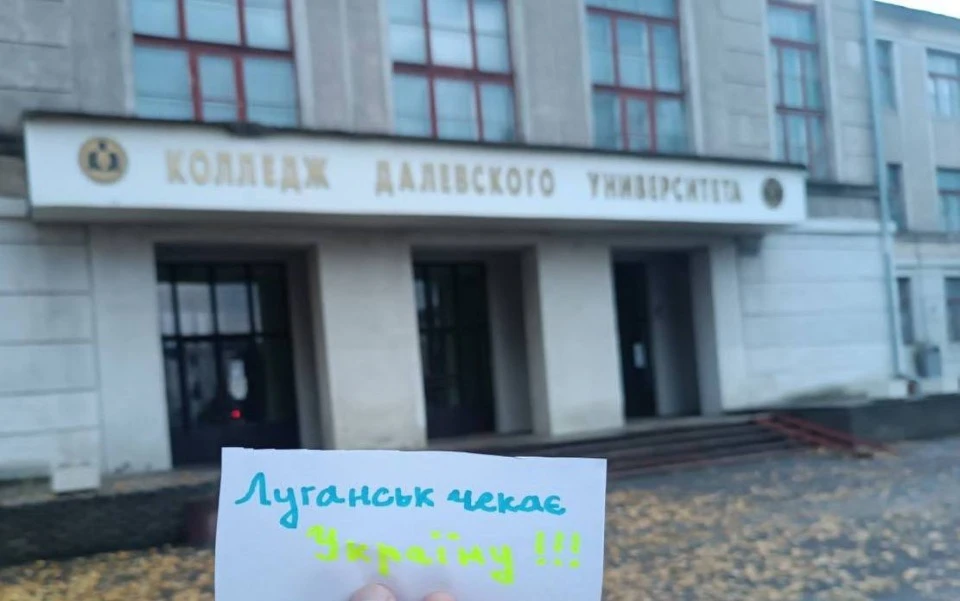 КОЛЛЕДЖ ДАЛЕВСКОГО УНИВЕРСИТЕТА
Луганськ чекає
Україну !!!